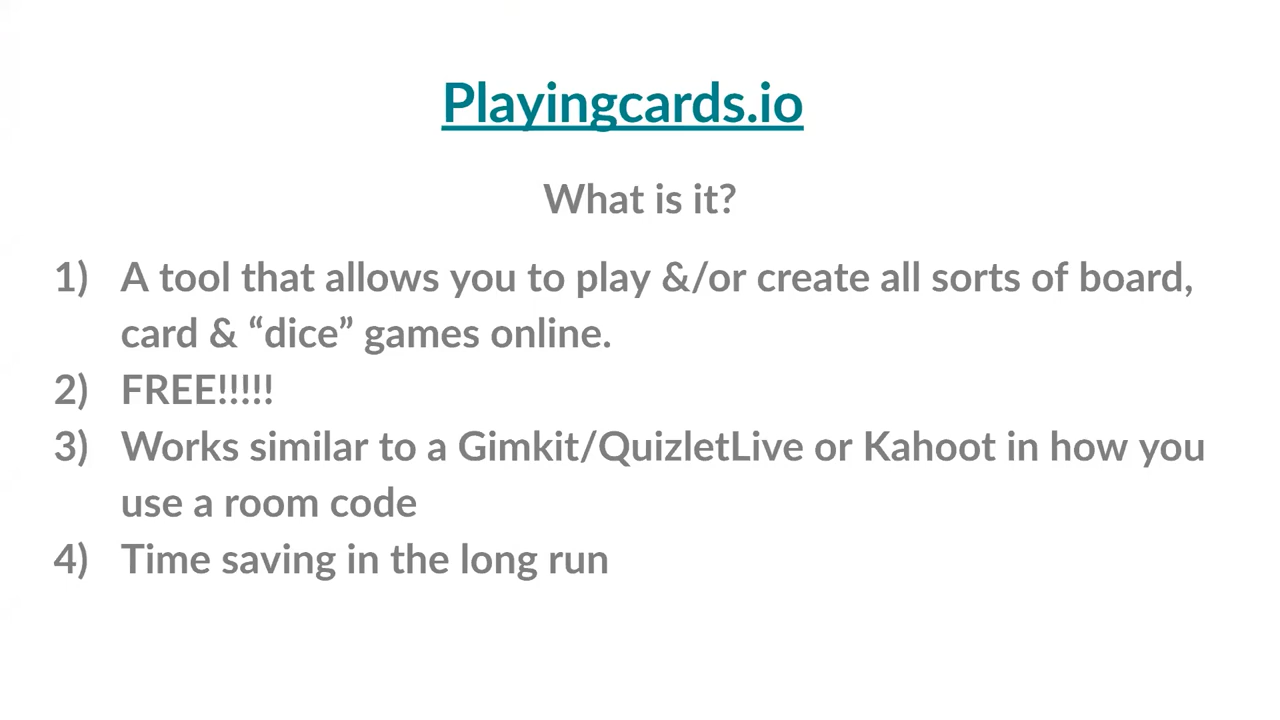 Playingcards.io
What is it?
1) A tool that allows you to play &/or create all sorts of board,
card & “dice” games online.
2) FREE!!!!!
3) Works similar to a Gimkit/QuizletLive or Kahoot in how you
use a room code
4) Time saving in the long run